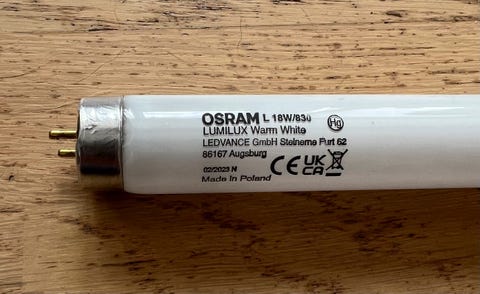 OSRAM L 18W/830 Hg
LUMILUX Warm White
LEDVANCE GmbH Steinerne Furt 62
86167 Augsburg
02/2023 N CE UK CA
Made in Poland